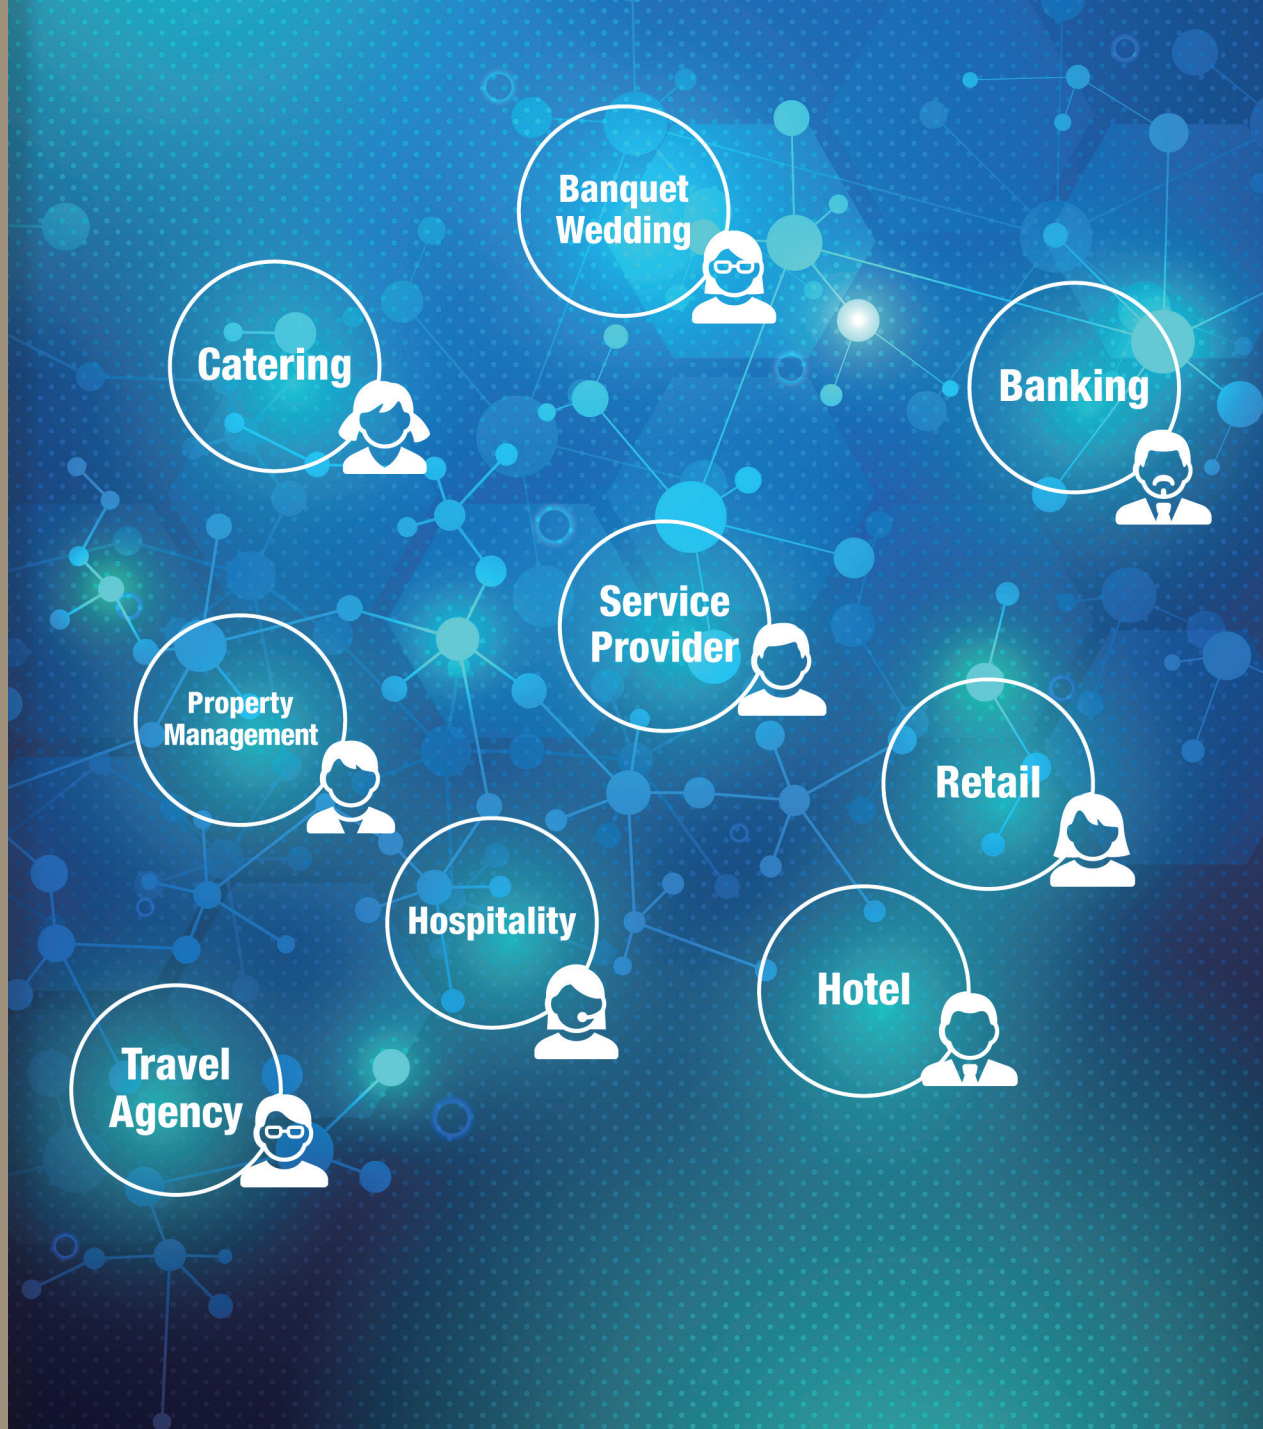 Banquet
Wedding
Catering
Banking
Service
Provider
Property
Management
Retail
Hospitality
Hotel
Travel
Agency